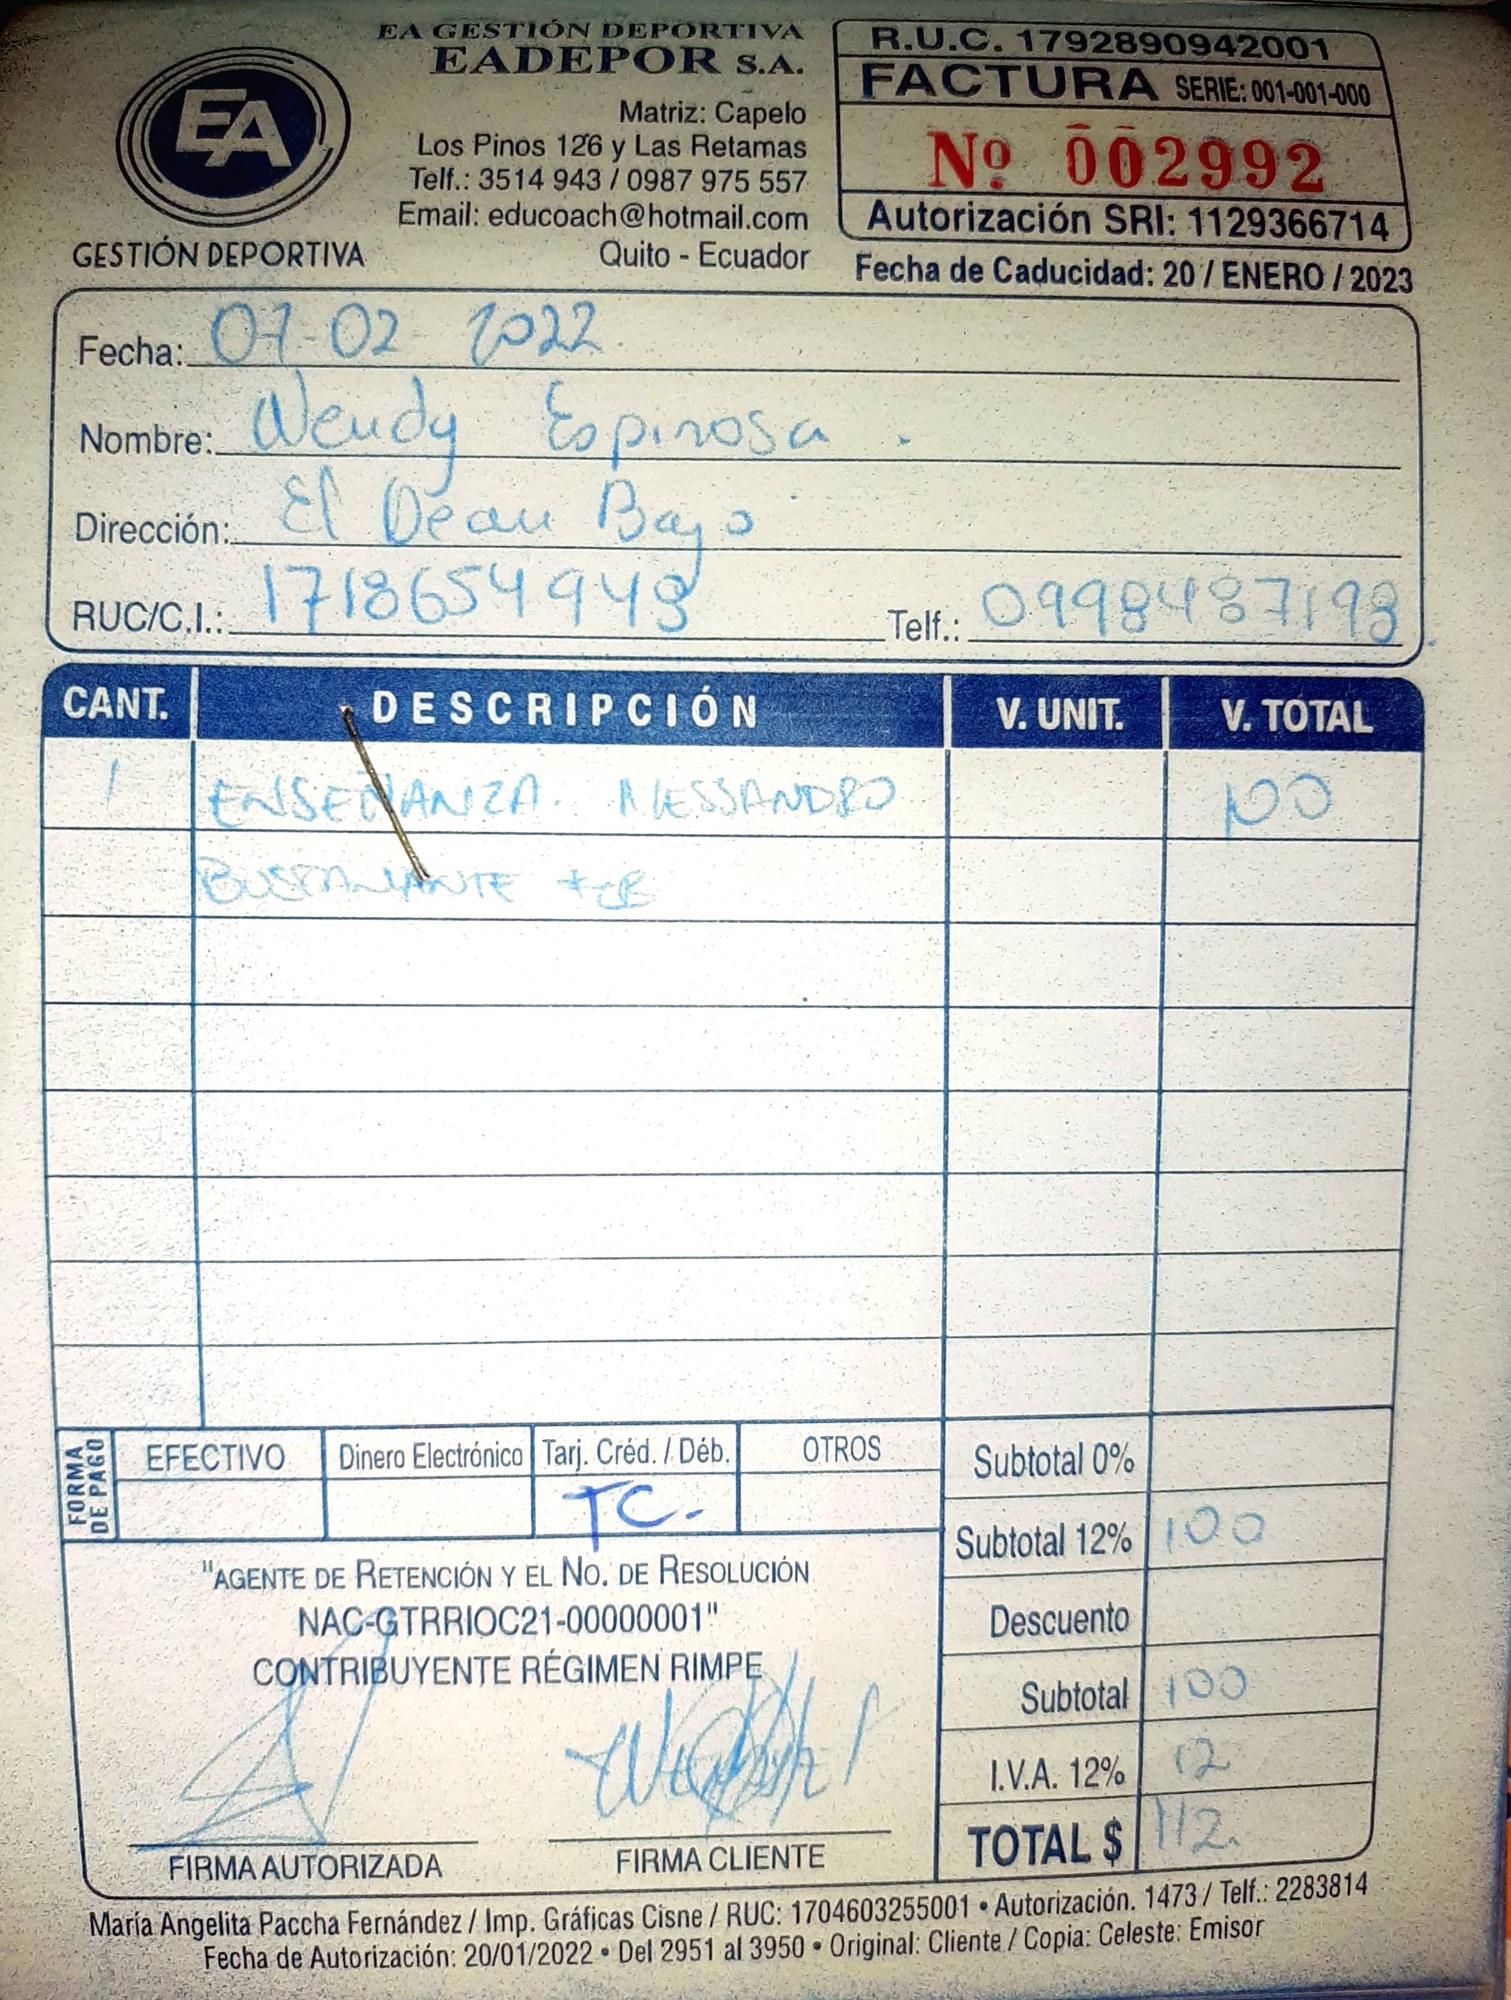 EA GESTIÓN DEPORTIVA
EADEPOR S.A.
EA
GESTIÓN DEPORTIVA
Matriz: Capelo
Los Pinos 126 y Las Retamas
Telf.: 3514 943 / 0987 975 557
Email: educoach@hotmail.com
Quito - Ecuador
R.U.C. 1792890942001
FACTURA SERIE: 001-001-000
Nº 002992
Autorización SRI: 1129366714
Fecha de Caducidad: 20 / ENERO / 2023
Fecha: 07-02 2022
Nombre: Wendy Espinosa.
Dirección: El Dean Bajo
RUC/C.I.: 1718654943 Telf.: 0998487193
CANT. DESCRIPCIÓN V. UNIT. V. TOTAL
1 ENSEÑANZA. ALESSANDRO 100
BUSTAMANTE
FORMA DE PAGO
EFECTIVO Dinero Electrónico Tarj. Créd. / Déb. OTROS
TC.
Subtotal 0%
Subtotal 12% 100
Descuento
Subtotal 100
I.V.A. 12% 12
TOTAL $ 112.
"AGENTE DE RETENCIÓN Y EL NO. DE RESOLUCIÓN
NAC-GTRRIOC21-00000001"
CONTRIBUYENTE RÉGIMEN RIMPE
FIRMA AUTORIZADA FIRMA CLIENTE
María Angelita Paccha Fernández / Imp. Gráficas Cisne / RUC: 1704603255001 • Autorización. 1473 / Telf.: 2283814
Fecha de Autorización: 20/01/2022 • Del 2951 al 3950 • Original: Cliente / Copia: Celeste: Emisor